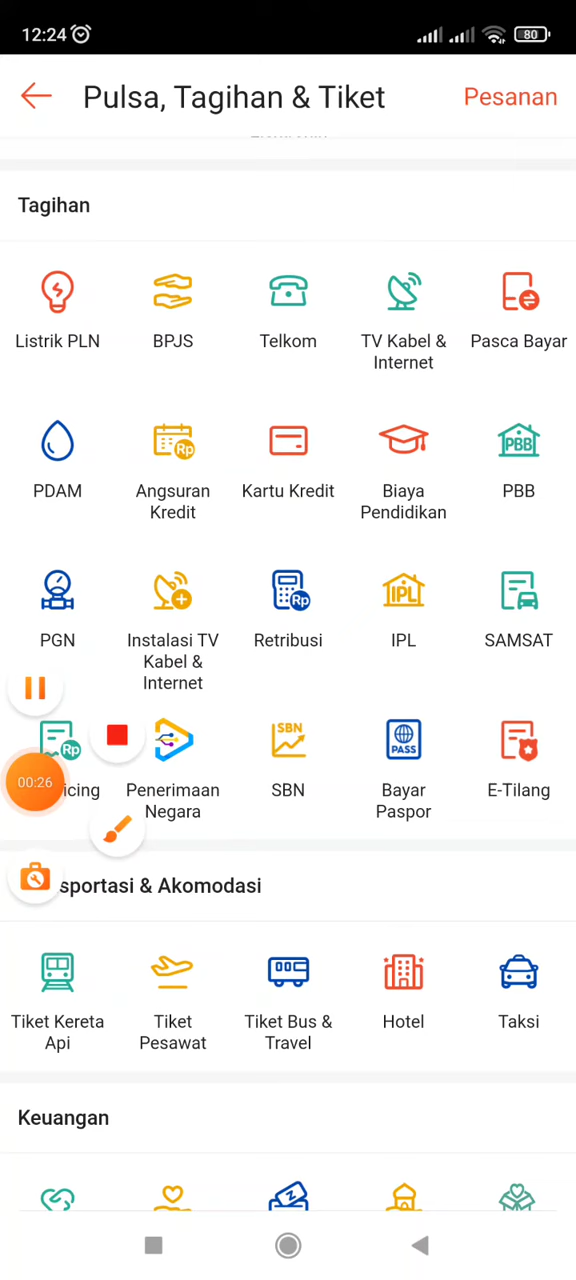 12:24
80
Pulsa, Tagihan & Tiket
Pesanan
Tagihan
Listrik PLN
BPJS
Telkom
TV Kabel &
Internet
Pasca Bayar
PDAM
Rp
Angsuran
Kredit
Kartu Kredit
Biaya
Pendidikan
PBB
PBB
PGN
Instalasi TV
Kabel &
Internet
Rp
Retribusi
IPL
IPL
SAMSAT
Rp
icing
Penerimaan
Negara
SBN
SBN
PASS
Bayar
Paspor
E-Tilang
00:26
sportasi & Akomodasi
Tiket Kereta
Api
Tiket
Pesawat
Tiket Bus &
Travel
Hotel
Taksi
Keuangan
Z